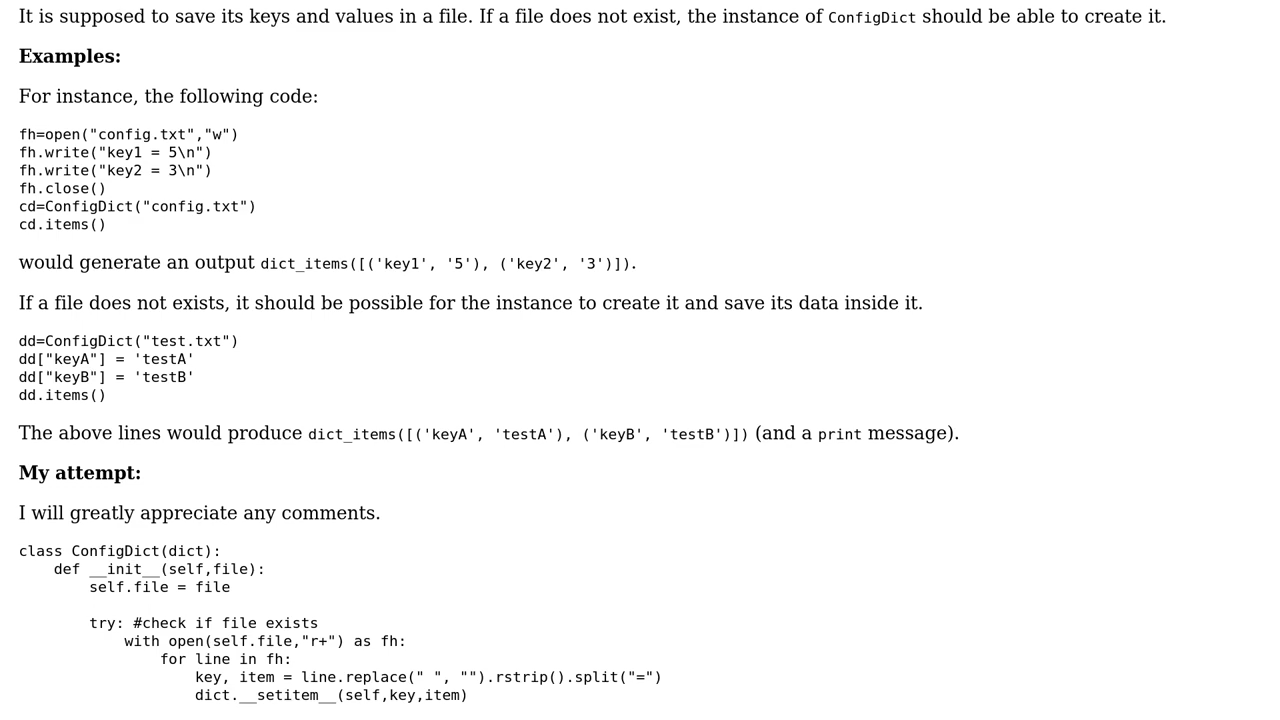 It is supposed to save its keys and values in a file. If a file does not exist, the instance of ConfigDict should be able to create it.
Examples:
For instance, the following code:
fh=open("config.txt","w")
fh.write("key1 = 5\n")
fh.write("key2 = 3\n")
fh.close()
cd=ConfigDict("config.txt")
cd.items()
would generate an output dict_items([('key1', '5'), ('key2', '3')]).
If a file does not exists, it should be possible for the instance to create it and save its data inside it.
dd=ConfigDict("test.txt")
dd["keyA"] = 'testA'
dd["keyB"] = 'testB'
dd.items()
The above lines would produce dict_items([('keyA', 'testA'), ('keyB', 'testB')]) (and a print message).
My attempt:
I will greatly appreciate any comments.
class ConfigDict(dict):
    def __init__(self,file):
        self.file = file
        try: #check if file exists
            with open(self.file,"r+") as fh:
                for line in fh:
                    key, item = line.replace(" ", "").rstrip().split("=")
                    dict.__setitem__(self,key,item)